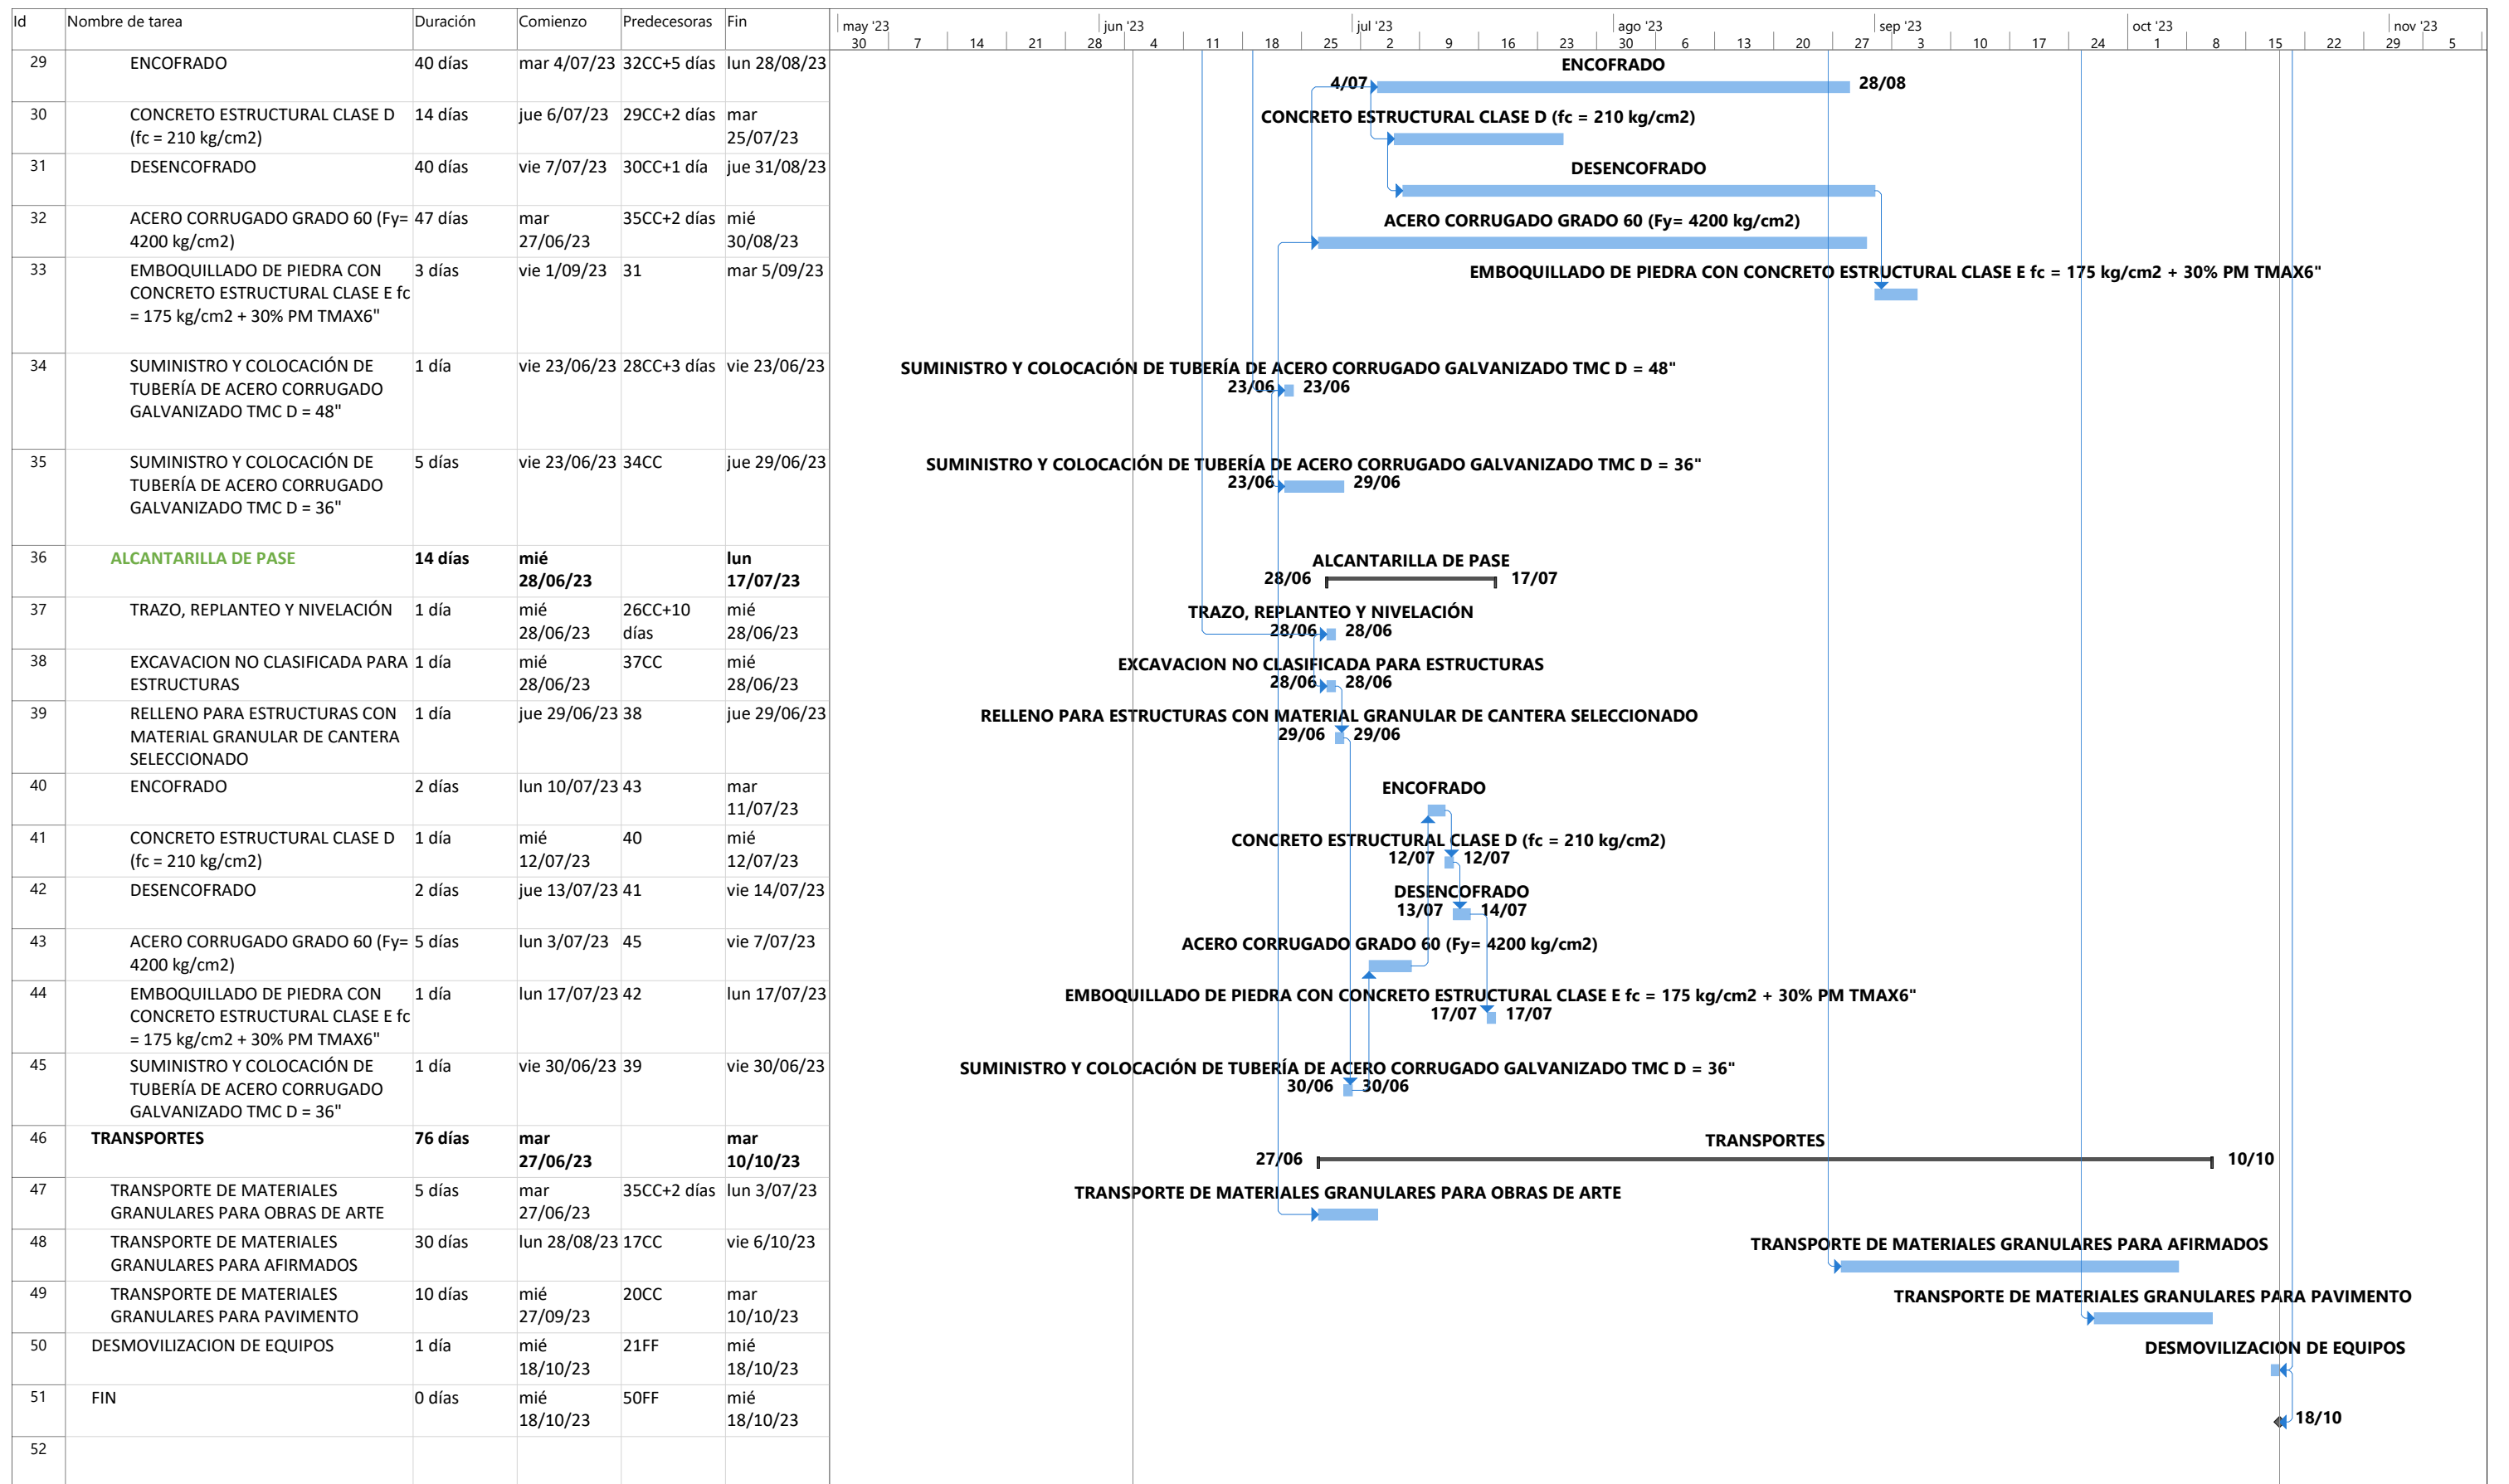 Id Nombre de tarea Duración Comienzo Predecesoras Fin
may '23 jun '23 jul '23 ago '23 sep '23 oct '23 nov '23
30 7 14 21 28 4 11 18 25 2 9 16 23 30 6 13 20 27 3 10 17 24 1 8 15 22 29 5
29 ENCOFRADO 40 días mar 4/07/23 32CC+5 días lun 28/08/23
ENCOFRADO
4/07 28/08
30 CONCRETO ESTRUCTURAL CLASE D 14 días jue 6/07/23 29CC+2 días mar
(fc = 210 kg/cm2) 25/07/23
CONCRETO ESTRUCTURAL CLASE D (fc = 210 kg/cm2)
31 DESENCOFRADO 40 días vie 7/07/23 30CC+1 día jue 31/08/23
DESENCOFRADO
32 ACERO CORRUGADO GRADO 60 (Fy= 47 días mar 35CC+2 días mié
4200 kg/cm2) 27/06/23 30/08/23
ACERO CORRUGADO GRADO 60 (Fy= 4200 kg/cm2)
33 EMBOQUILLADO DE PIEDRA CON 3 días vie 1/09/23 31 mar 5/09/23
CONCRETO ESTRUCTURAL CLASE E fc
= 175 kg/cm2 + 30% PM TMAX6"
EMBOQUILLADO DE PIEDRA CON CONCRETO ESTRUCTURAL CLASE E fc = 175 kg/cm2 + 30% PM TMAX6"
34 SUMINISTRO Y COLOCACIÓN DE 1 día vie 23/06/23 28CC+3 días vie 23/06/23
TUBERÍA DE ACERO CORRUGADO
GALVANIZADO TMC D = 48"
SUMINISTRO Y COLOCACIÓN DE TUBERÍA DE ACERO CORRUGADO GALVANIZADO TMC D = 48"
23/06 23/06
35 SUMINISTRO Y COLOCACIÓN DE 5 días vie 23/06/23 34CC jue 29/06/23
TUBERÍA DE ACERO CORRUGADO
GALVANIZADO TMC D = 36"
SUMINISTRO Y COLOCACIÓN DE TUBERÍA DE ACERO CORRUGADO GALVANIZADO TMC D = 36"
23/06 29/06
36 ALCANTARILLA DE PASE 14 días mié lun
28/06/23 17/07/23
ALCANTARILLA DE PASE
28/06 17/07
37 TRAZO, REPLANTEO Y NIVELACIÓN 1 día mié 26CC+10 mié
28/06/23 días 28/06/23
TRAZO, REPLANTEO Y NIVELACIÓN
28/06 28/06
38 EXCAVACION NO CLASIFICADA PARA 1 día mié 37CC mié
ESTRUCTURAS 28/06/23 28/06/23
EXCAVACION NO CLASIFICADA PARA ESTRUCTURAS
28/06 28/06
39 RELLENO PARA ESTRUCTURAS CON 1 día jue 29/06/23 38 jue 29/06/23
MATERIAL GRANULAR DE CANTERA
SELECCIONADO
RELLENO PARA ESTRUCTURAS CON MATERIAL GRANULAR DE CANTERA SELECCIONADO
29/06 29/06
40 ENCOFRADO 2 días lun 10/07/23 43 mar
11/07/23
ENCOFRADO
41 CONCRETO ESTRUCTURAL CLASE D 1 día mié 40 mié
(fc = 210 kg/cm2) 12/07/23 12/07/23
CONCRETO ESTRUCTURAL CLASE D (fc = 210 kg/cm2)
12/07 12/07
42 DESENCOFRADO 2 días jue 13/07/23 41 vie 14/07/23
DESENCOFRADO
13/07 14/07
43 ACERO CORRUGADO GRADO 60 (Fy= 5 días lun 3/07/23 45 vie 7/07/23
4200 kg/cm2)
ACERO CORRUGADO GRADO 60 (Fy= 4200 kg/cm2)
44 EMBOQUILLADO DE PIEDRA CON 1 día lun 17/07/23 42 lun 17/07/23
CONCRETO ESTRUCTURAL CLASE E fc
= 175 kg/cm2 + 30% PM TMAX6"
EMBOQUILLADO DE PIEDRA CON CONCRETO ESTRUCTURAL CLASE E fc = 175 kg/cm2 + 30% PM TMAX6"
17/07 17/07
45 SUMINISTRO Y COLOCACIÓN DE 1 día vie 30/06/23 39 vie 30/06/23
TUBERÍA DE ACERO CORRUGADO
GALVANIZADO TMC D = 36"
SUMINISTRO Y COLOCACIÓN DE TUBERÍA DE ACERO CORRUGADO GALVANIZADO TMC D = 36"
30/06 30/06
46 TRANSPORTES 76 días mar mar
27/06/23 10/10/23
TRANSPORTES
27/06 10/10
47 TRANSPORTE DE MATERIALES 5 días mar 35CC+2 días lun 3/07/23
GRANULARES PARA OBRAS DE ARTE 27/06/23
TRANSPORTE DE MATERIALES GRANULARES PARA OBRAS DE ARTE
48 TRANSPORTE DE MATERIALES 30 días lun 28/08/23 17CC vie 6/10/23
GRANULARES PARA AFIRMADOS
TRANSPORTE DE MATERIALES GRANULARES PARA AFIRMADOS
49 TRANSPORTE DE MATERIALES 10 días mié 20CC mar
GRANULARES PARA PAVIMENTO 27/09/23 10/10/23
TRANSPORTE DE MATERIALES GRANULARES PARA PAVIMENTO
50 DESMOVILIZACION DE EQUIPOS 1 día mié 21FF mié
18/10/23 18/10/23
DESMOVILIZACION DE EQUIPOS
51 FIN 0 días mié 50FF mié
18/10/23 18/10/23
18/10
52